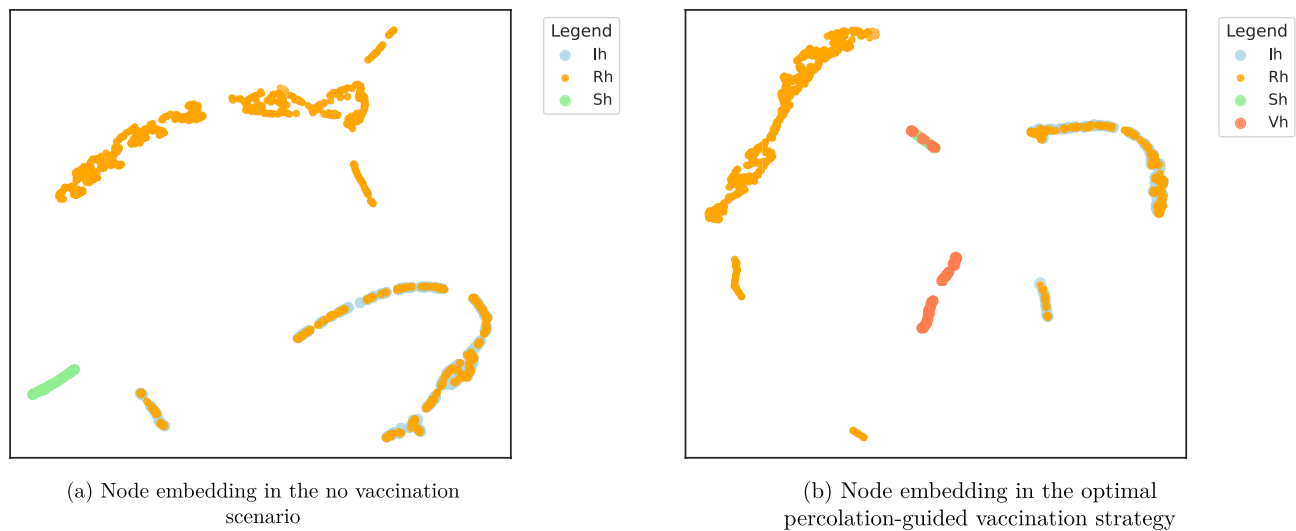 Legend
Ih
Rh
Sh
Legend
Ih
Rh
Sh
Vh
(a) Node embedding in the no vaccination
scenario
(b) Node embedding in the optimal
percolation-guided vaccination strategy